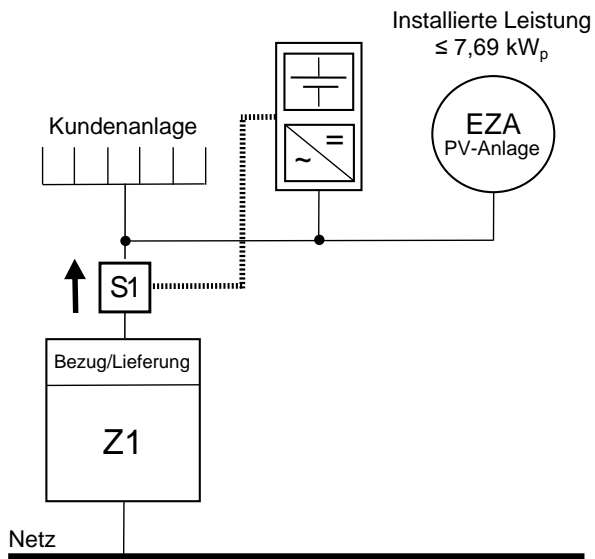 Installierte Leistung
≤ 7,69 kWp
Kundenanlage
=
~
EZA
PV-Anlage
S1
Bezug/Lieferung
Z1
Netz